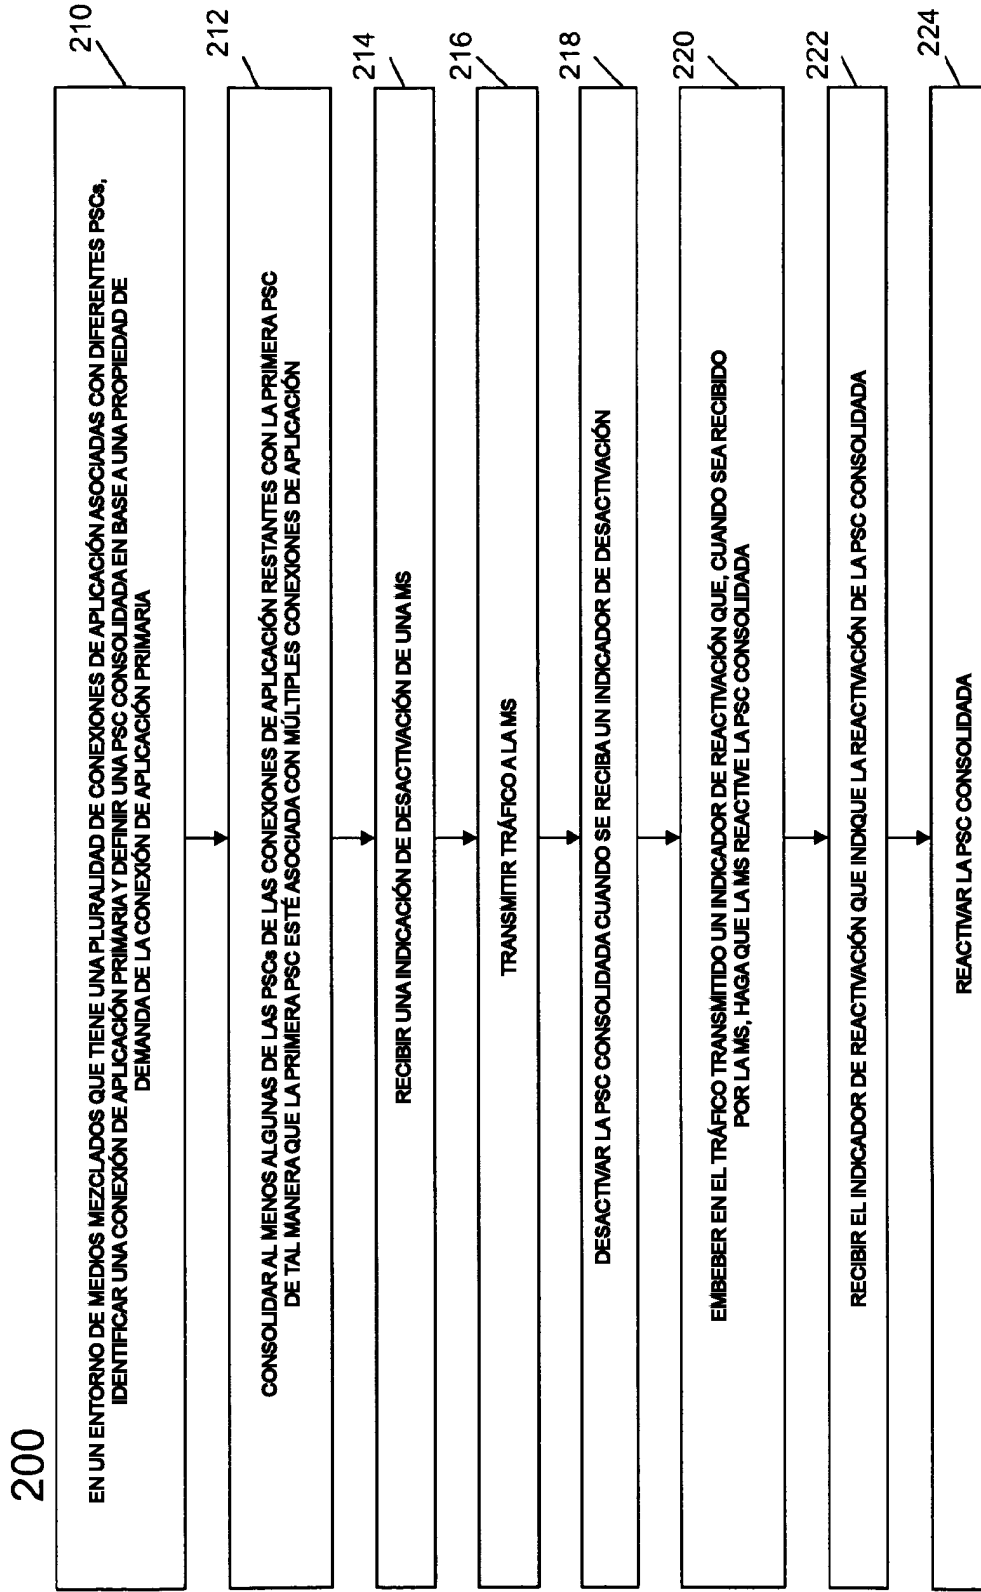 200
210
EN UN ENTORNO DE MEDIOS MEZCLADOS QUE TIENE UNA PLURALIDAD DE CONEXIONES DE APLICACIÓN ASOCIADAS CON DIFERENTES PSCs,
IDENTIFICAR UNA CONEXIÓN DE APLICACIÓN PRIMARIA Y DEFINIR UNA PSC CONSOLIDADA EN BASE A UNA PROPIEDAD DE
DEMANDA DE LA CONEXIÓN DE APLICACIÓN PRIMARIA
212
CONSOLIDAR AL MENOS ALGUNAS DE LAS PSCs DE LAS CONEXIONES DE APLICACIÓN RESTANTES CON LA PRIMERA PSC
DE TAL MANERA QUE LA PRIMERA PSC ESTÉ ASOCIADA CON MÚLTIPLES CONEXIONES DE APLICACIÓN
214
RECIBIR UNA INDICACIÓN DE DESACTIVACIÓN DE UNA MS
216
TRANSMITIR TRÁFICO A LA MS
218
DESACTIVAR LA PSC CONSOLIDADA CUANDO SE RECIBA UN INDICADOR DE DESACTIVACIÓN
220
EMBEBER EN EL TRÁFICO TRANSMITIDO UN INDICADOR DE REACTIVACIÓN QUE, CUANDO SEA RECIBIDO
POR LA MS, HAGA QUE LA MS REACTIVE LA PSC CONSOLIDADA
222
RECIBIR EL INDICADOR DE REACTIVACIÓN QUE INDIQUE LA REACTIVACIÓN DE LA PSC CONSOLIDADA
224
REACTIVAR LA PSC CONSOLIDADA